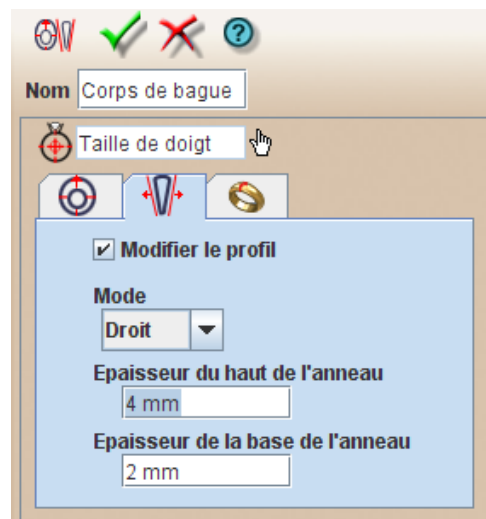 Nom Corps de bague
Taille de doigt
Modifier le profil
Mode
Droit
Epaisseur du haut de l'anneau
4 mm
Epaisseur de la base de l'anneau
2 mm